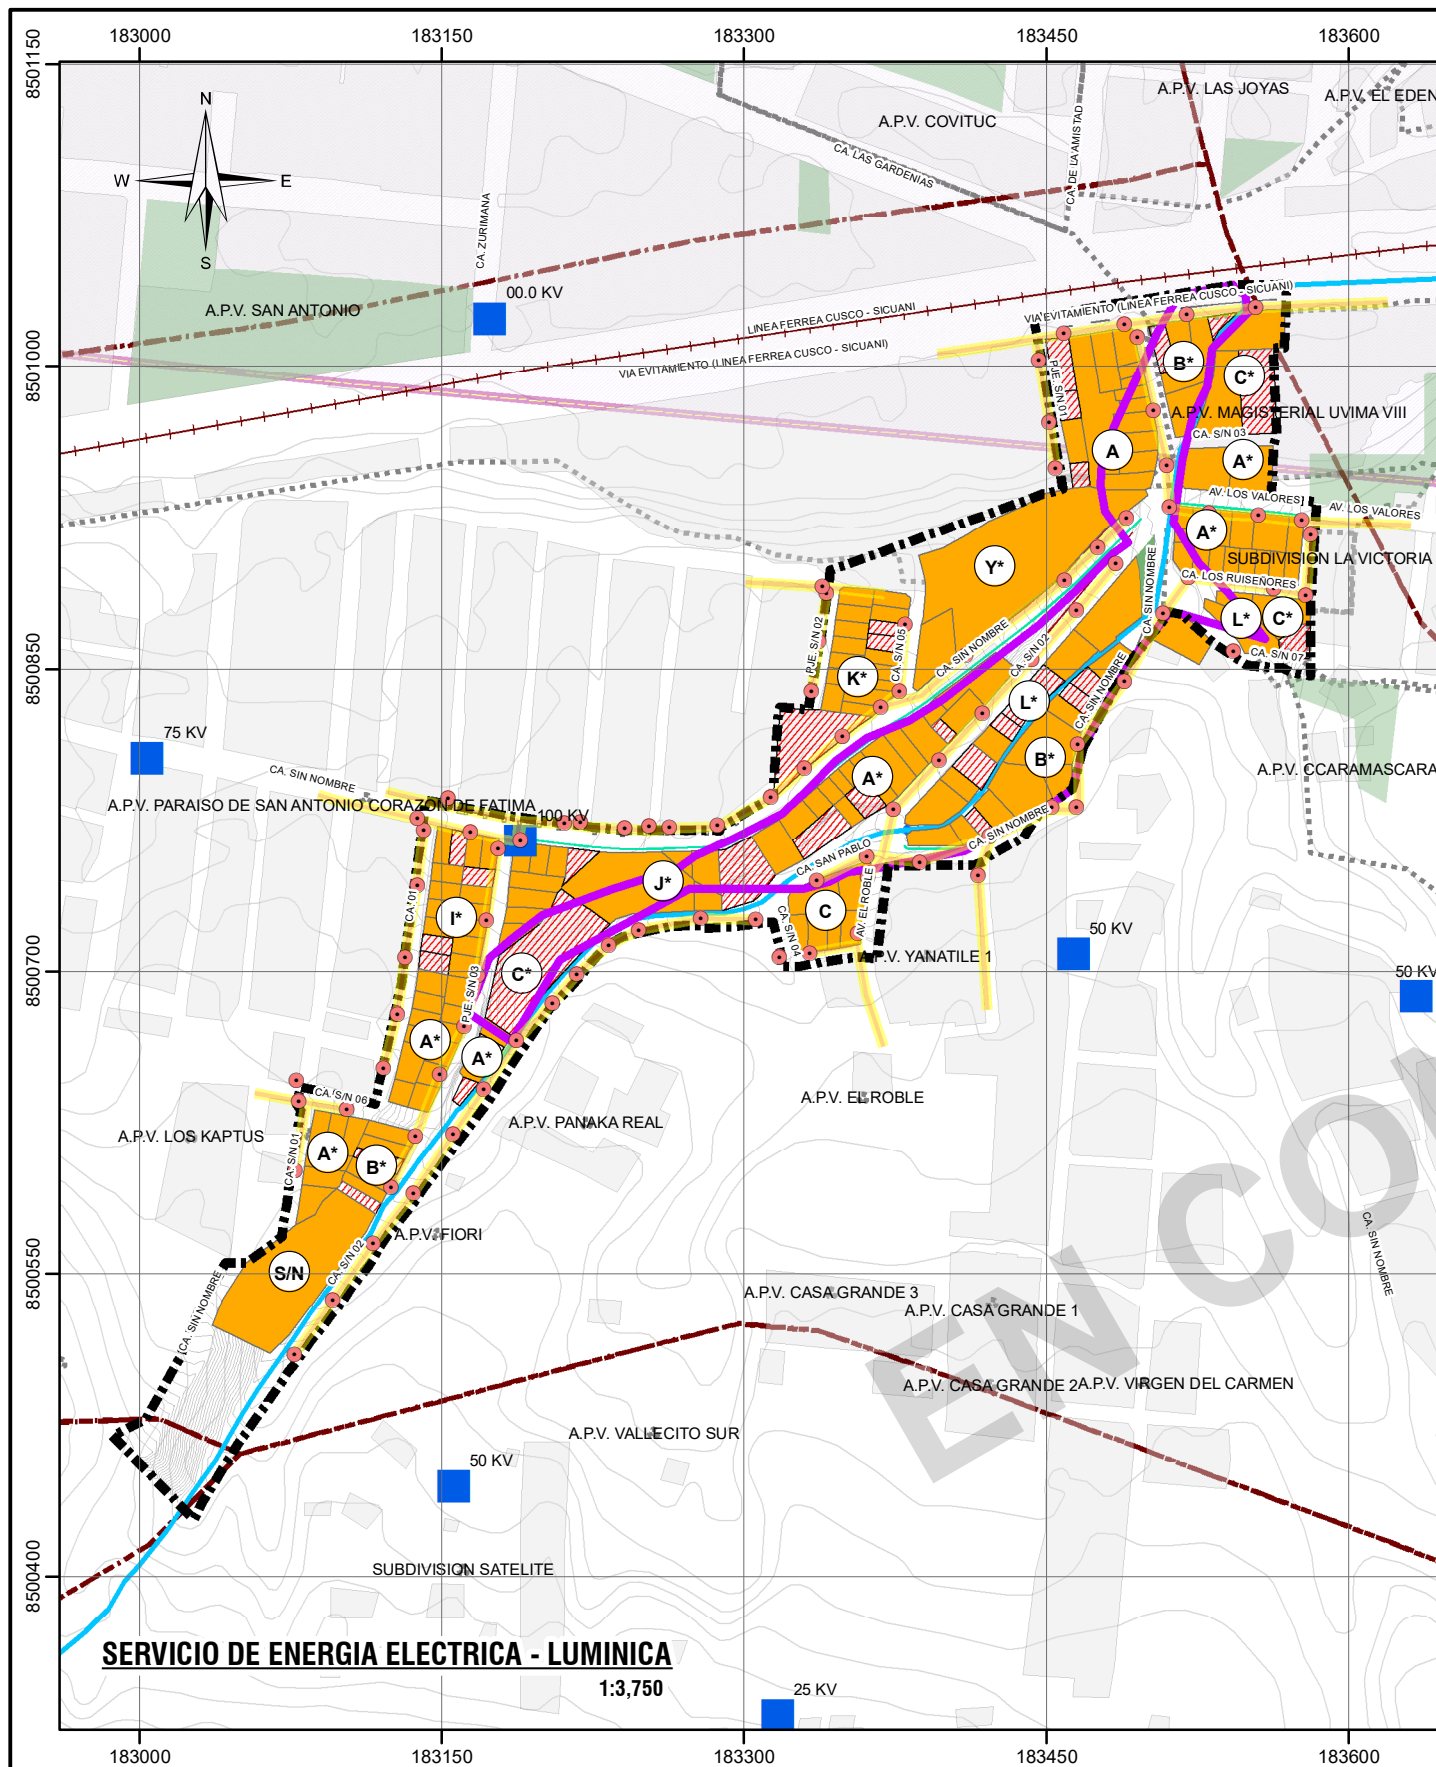 183000 183150 183300 183450 183600
8501150
8501000
8500850
8500700
8500550
8500400
N
W E
S
A.P.V. LAS JOYAS
A.P.V. EL EDEN
A.P.V. COVITUC
CA. DE LA AMISTAD
CA. LAS GARDENIAS
CA. ZURIMANA
00.0 KV
A.P.V. SAN ANTONIO
VIA EVITAMIENTO (LINEA FERREA CUSCO - SICUANI)
LINEA FERREA CUSCO - SICUANI
VIA EVITAMIENTO (LINEA FERREA CUSCO - SICUANI)
PJE. S/N 01
B*
C*
A.P.V. MAGISTERIAL UVIMA VIII
CA. S/N 03
A
A*
AV. LOS VALORES
AV. LOS VALORES
A*
SUBDIVISION LA VICTORIA
CA. LOS RUISEÑORES
Y*
CA. SIN NOMBRE
L*
C*
CA. S/N 07
PJE. S/N 02
CA. S/N 05
CA. SIN NOMBRE
CA. S/N 02
K*
L*
CA. SIN NOMBRE
75 KV
B*
A.P.V. CCARAMASCARA
CA. SIN NOMBRE
A*
A.P.V. PARAISO DE SAN ANTONIO CORAZON DE FATIMA
100 KV
CA. SIN NOMBRE
CA. SAN PABLO
J*
CA. 01
I*
C
AV. EL ROBLE
CA. S/N 04
50 KV
A.P.V. YANATILE 1
50 KV
C*
PJE. S/N 03
A*
A*
CA. S/N 06
A.P.V. EL ROBLE
A.P.V. PANAKA REAL
A.P.V. LOS KAPTUS
CA. S/N 01
A*
B*
A.P.V. FIORI
CA. S/N 02
S/N
CA. SIN NOMBRE
CA. SIN NOMBRE
A.P.V. CASA GRANDE 3
A.P.V. CASA GRANDE 1
A.P.V. CASA GRANDE 2
A.P.V. VIRGEN DEL CARMEN
EN CO
A.P.V. VALLECITO SUR
50 KV
SUBDIVISION SATELITE
SERVICIO DE ENERGIA ELECTRICA - LUMINICA
1:3,750
25 KV
183000 183150 183300 183450 183600